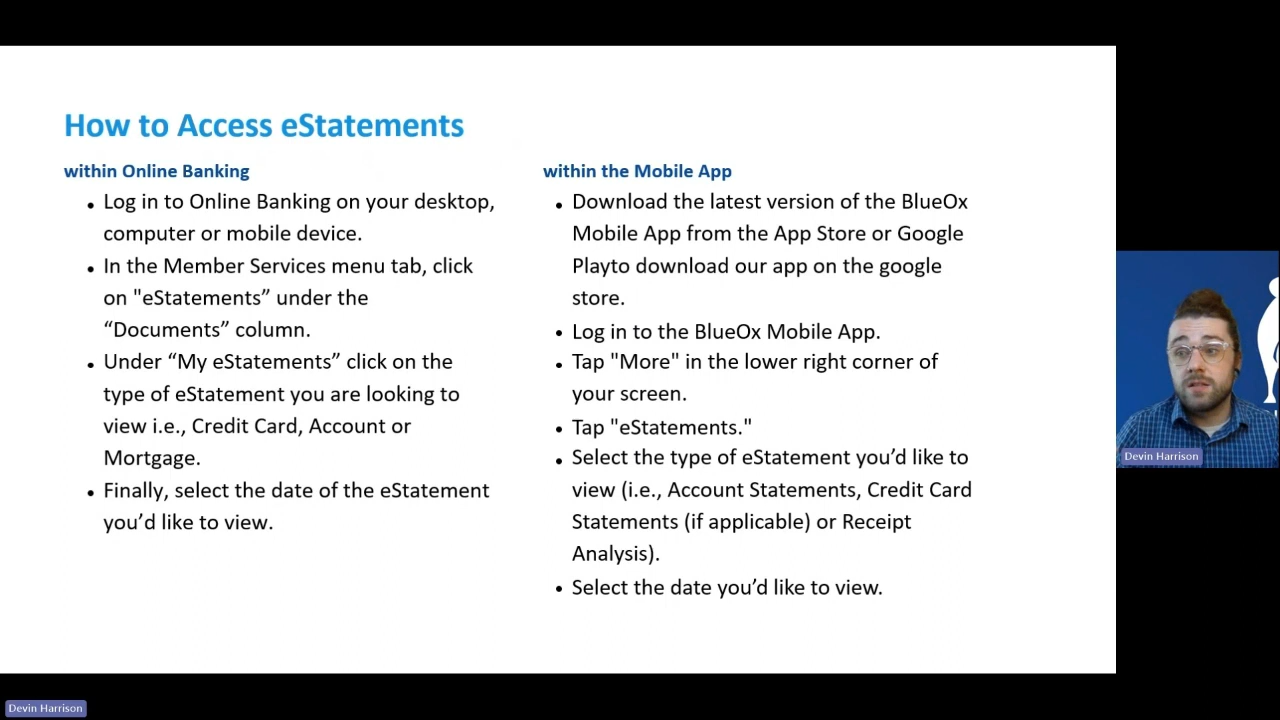 How to Access eStatements
within Online Banking
• Log in to Online Banking on your desktop,
computer or mobile device.
• In the Member Services menu tab, click
on "eStatements” under the
“Documents” column.
• Under “My eStatements” click on the
type of eStatement you are looking to
view i.e., Credit Card, Account or
Mortgage.
• Finally, select the date of the eStatement
you’d like to view.
within the Mobile App
• Download the latest version of the BlueOx
Mobile App from the App Store or Google
Playto download our app on the google
store.
• Log in to the BlueOx Mobile App.
• Tap "More" in the lower right corner of
your screen.
• Tap "eStatements."
• Select the type of eStatement you’d like to
view (i.e., Account Statements, Credit Card
Statements (if applicable) or Receipt
Analysis).
• Select the date you’d like to view.
Devin Harrison
Devin Harrison